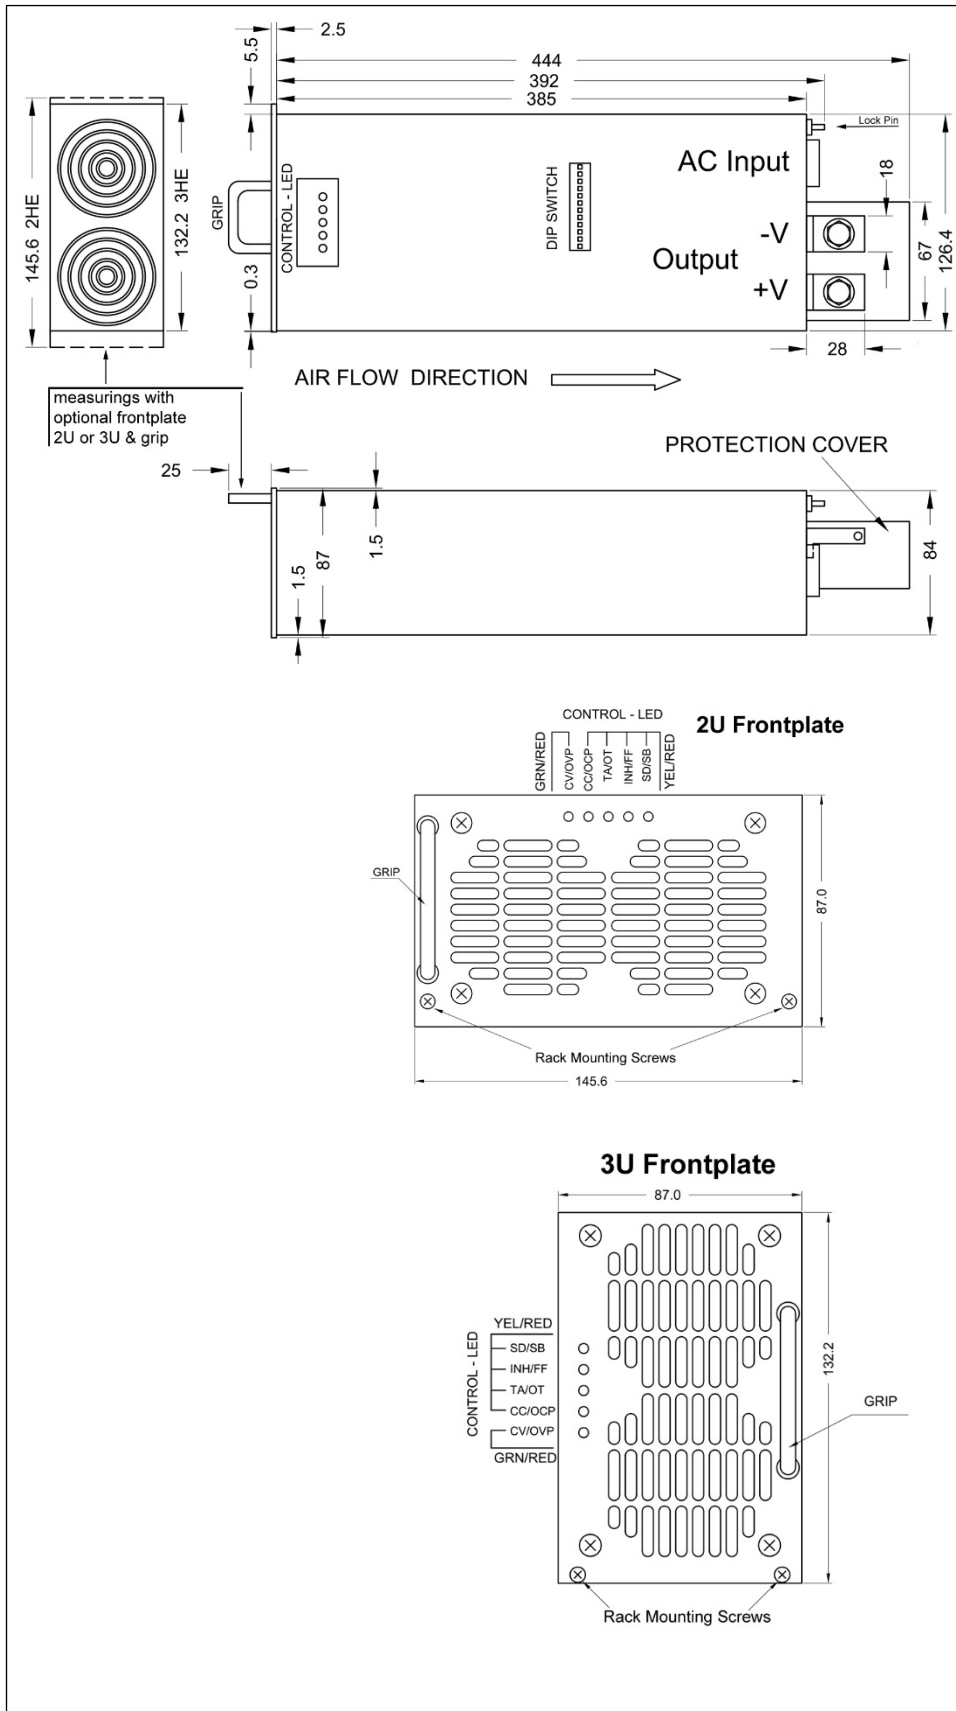 2.5
5.5
444
392
385
Lock Pin
AC Input
18
145.6 2HE
132.2 3HE
GRIP
CONTROL - LED
DIP SWITCH
-V
Output
+V
67
126.4
0.3
28
AIR FLOW DIRECTION
measurings with
optional frontplate
2U or 3U & grip
PROTECTION COVER
25
1.5
87
1.5
84
CONTROL - LED
2U Frontplate
GRN/RED
CV/OVP
CC/OCP
TA/OT
INH/FF
SD/SB
YEL/RED
GRIP
87.0
Rack Mounting Screws
145.6
3U Frontplate
87.0
CONTROL - LED
YEL/RED
SD/SB
INH/FF
TA/OT
CC/OCP
CV/OVP
GRN/RED
132.2
GRIP
Rack Mounting Screws